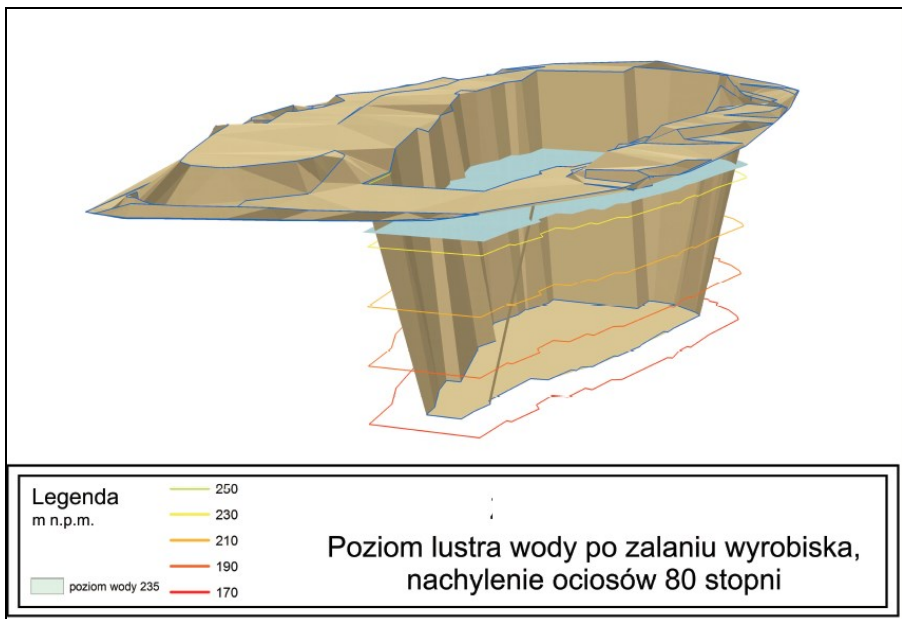 Legenda
m n.p.m.
poziom wody 235
250
230
210
190
170
Poziom lustra wody po zalaniu wyrobiska,
nachylenie ociosów 80 stopni